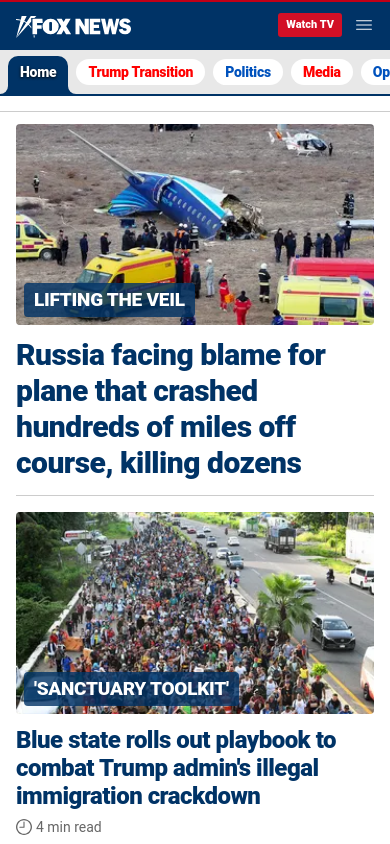 FOX NEWS
Watch TV
Home
Trump Transition
Politics
Media
Op
LIFTING THE VEIL
Russia facing blame for
plane that crashed
hundreds of miles off
course, killing dozens
'SANCTUARY TOOLKIT'
Blue state rolls out playbook to
combat Trump admin's illegal
immigration crackdown
4 min read